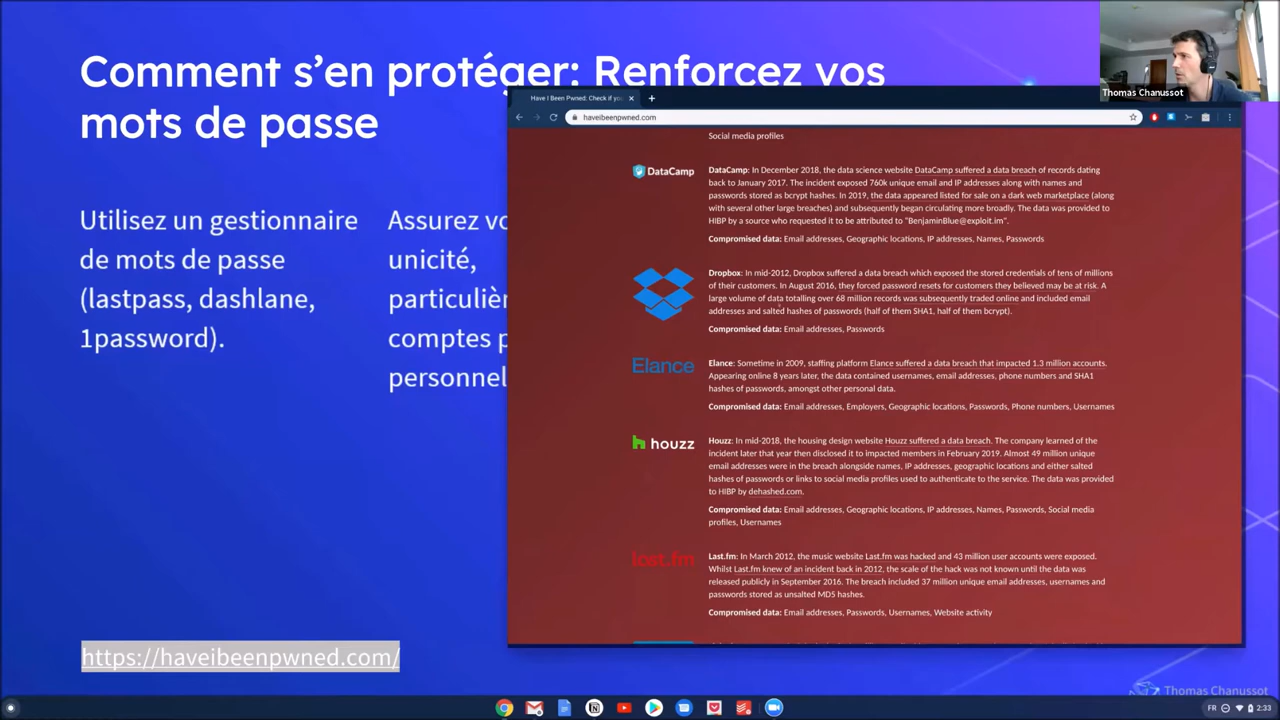 Comment s'en protéger: Renforcez vos
mots de passe
Utilisez un gestionnaire
de mots de passe
(lastpass, dashlane,
1password).
Assurez vo
unicité,
particulièr
comptes p
personnel
https://haveibeenpwned.com/
Thomas Chanussot
Have I Been Pwned: Check if yo
haveibeenpwned.com
Social media profiles
DataCamp
DataCamp: In December 2018, the data science website DataCamp suffered a data breach of records dating
back to January 2017. The incident exposed 760k unique email and IP addresses along with names and
passwords stored as bcrypt hashes. In 2019, the data appeared listed for sale on a dark web marketplace (along
with several other large breaches) and subsequently began circulating more broadly. The data was provided to
HIBP by a source who requested it to be attributed to "BenjaminBlue@exploit.im".
Compromised data: Email addresses, Geographic locations, IP addresses, Names, Passwords
Dropbox: In mid-2012, Dropbox suffered a data breach which exposed the stored credentials of tens of millions
of their customers. In August 2016, they forced password resets for customers they believed may be at risk. A
large volume of data totalling over 68 million records was subsequently traded online and included email
addresses and salted hashes of passwords (half of them SHA1, half of them bcrypt).
Compromised data: Email addresses, Passwords
Elance
Elance: Sometime in 2009, staffing platform Elance suffered a data breach that impacted 1.3 million accounts.
Appearing online 8 years later, the data contained usernames, email addresses, phone numbers and SHA1
hashes of passwords, amongst other personal data.
Compromised data: Email addresses, Employers, Geographic locations, Passwords, Phone numbers, Usernames
houzz
Houzz: In mid-2018, the housing design website Houzz suffered a data breach. The company learned of the
incident later that year then disclosed it to impacted members in February 2019. Almost 49 million unique
email addresses were in the breach alongside names, IP addresses, geographic locations and either salted
hashes of passwords or links to social media profiles used to authenticate to the service. The data was provided
to HIBP by dehashed.com.
Compromised data: Email addresses, Geographic locations, IP addresses, Names, Passwords, Social media
profiles, Usernames
last.fm
Last.fm: In March 2012, the music website Last.fm was hacked and 43 million user accounts were exposed.
Whilst Last.fm knew of an incident back in 2012, the scale of the hack was not known until the data was
released publicly in September 2016. The breach included 37 million unique email addresses, usernames and
passwords stored as unsalted MD5 hashes.
Compromised data: Email addresses, Passwords, Usernames, Website activity
Thomas Chanussot
FR
2:33